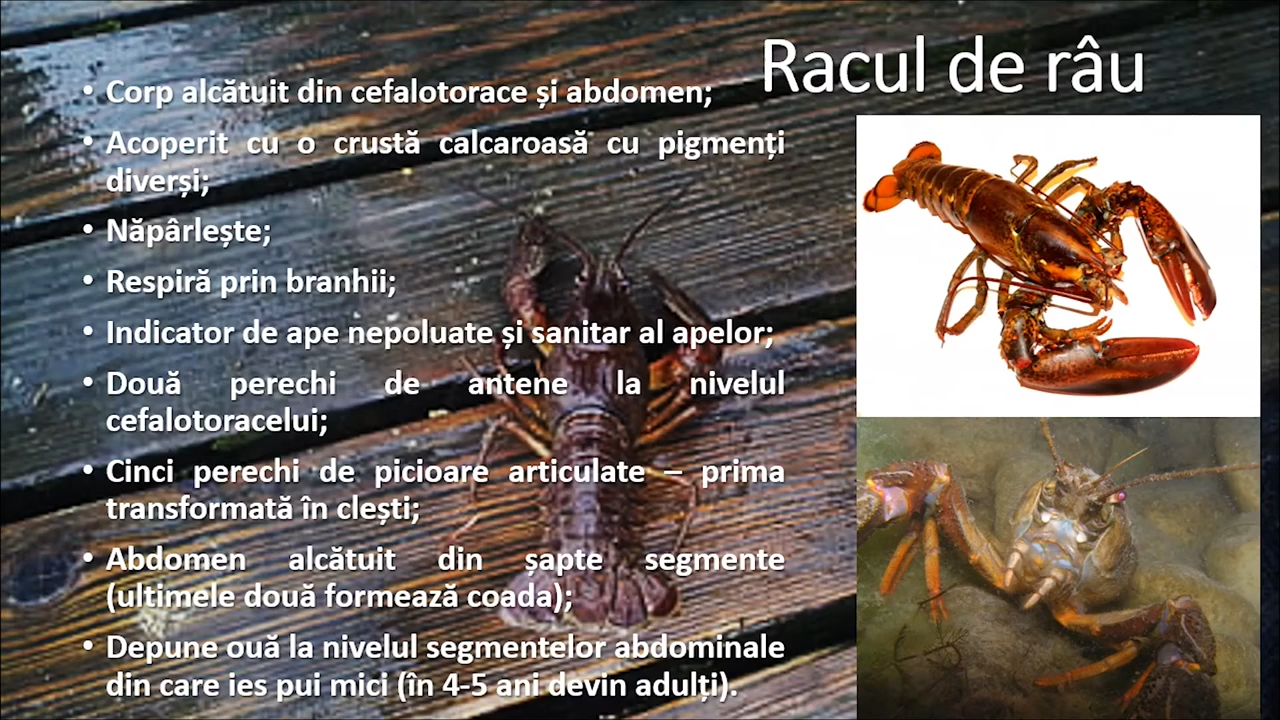 Racul de râu
• Corp alcătuit din cefalotorace și abdomen;
• Acoperit cu o crustă calcaroasă cu pigmenți
diverși;
• Năpârlește;
• Respiră prin branhii;
• Indicator de ape nepoluate și sanitar al apelor;
• Două perechi de antene la nivelul
cefalotoracelui;
• Cinci perechi de picioare articulate – prima
transformată în clești;
• Abdomen alcătuit din șapte segmente
(ultimele două formează coada);
• Depune ouă la nivelul segmentelor abdominale
din care ies pui mici (în 4-5 ani devin adulți).